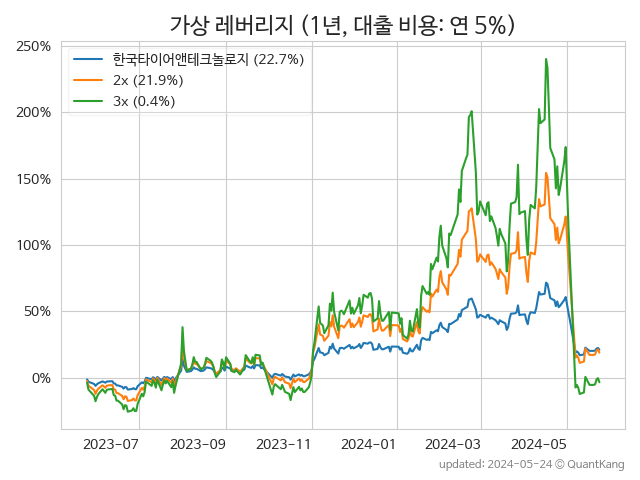 가상 레버리지 (1년, 대출 비용: 연 5%)
250%
200%
150%
100%
50%
0%
한국타이어앤테크놀로지 (22.7%)
2x (21.9%)
3x (0.4%)
2023-07 2023-09 2023-11 2024-01 2024-03 2024-05
updated: 2024-05-24 © QuantKang